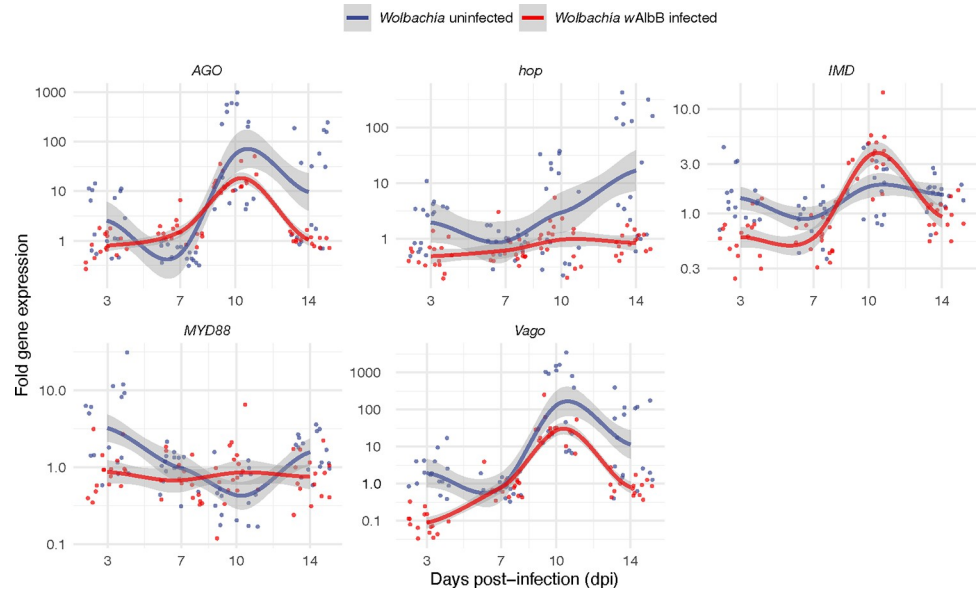 Wolbachia uninfected Wolbachia wAlbB infected
AGO hop IMD
1000
100
10
1
3 7 10 14
100
10
1
3 7 10 14
10.0
3.0
1.0
0.3
3 7 10 14
Fold gene expression
MYD88 Vago
10.0
1.0
0.1
3 7 10 14
1000
100
10
1.0
0.1
3 7 10 14
Days post−infection (dpi)